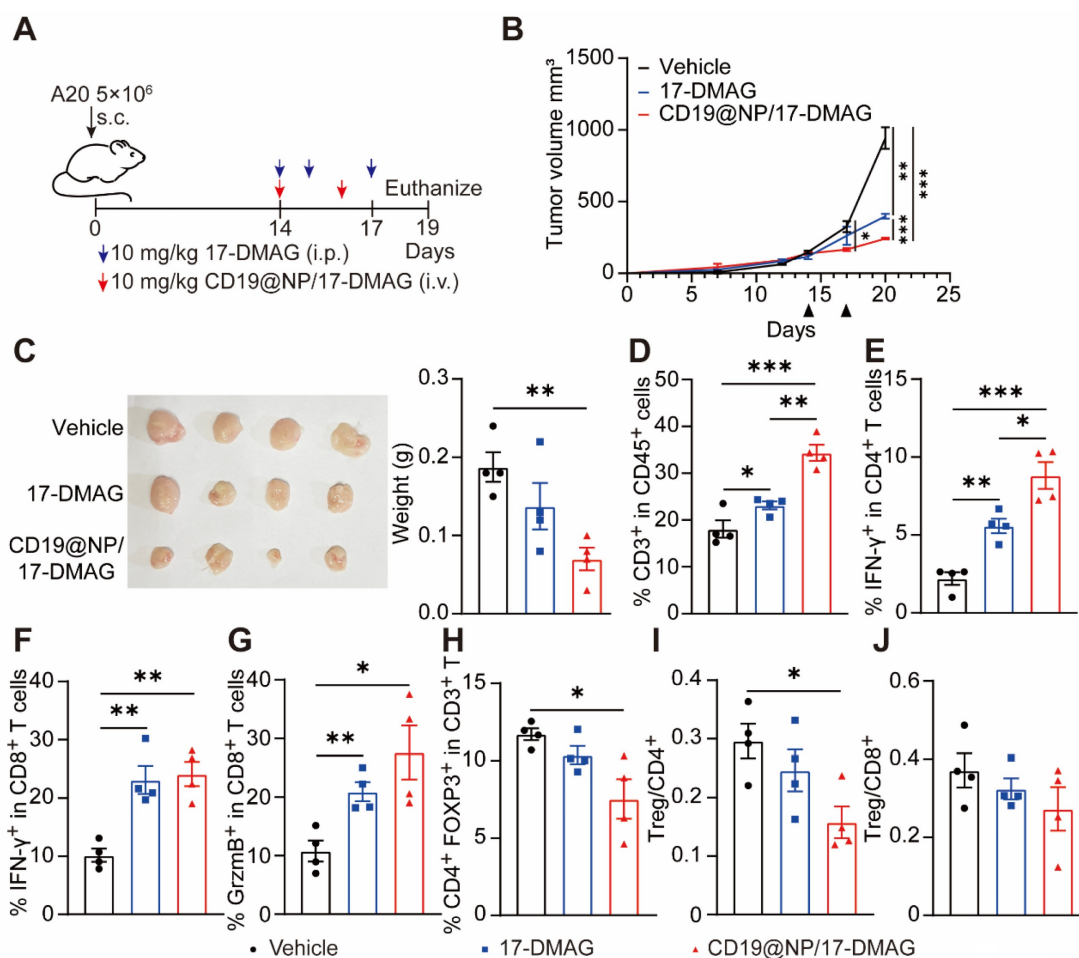 A
A20 5×10⁶
s.c.
Euthanize
0
14
17
19
Days
10 mg/kg 17-DMAG (i.p.)
10 mg/kg CD19@NP/17-DMAG (i.v.)
B
Tumor volume mm³
1500
1000
500
0
0
5
10
15
20
25
Days
Vehicle
17-DMAG
CD19@NP/17-DMAG
*
**
***
***
C
Vehicle
17-DMAG
CD19@NP/
17-DMAG
Weight (g)
0.3
0.2
0.1
0.0
**
D
% CD3⁺ in CD45⁺ cells
50
40
30
20
10
0
***
**
*
E
% IFN-γ⁺ in CD4⁺ T cells
15
10
5
0
***
*
**
F
% IFN-γ⁺ in CD8⁺ T cells
40
30
20
10
0
**
**
G
% GrzmB⁺ in CD8⁺ T cells
40
30
20
10
0
*
**
H
% CD4⁺ FOXP3⁺ in CD3⁺ T
15
10
5
0
*
I
Treg/CD4⁺
0.4
0.3
0.2
0.1
0
*
J
Treg/CD8⁺
0.6
0.4
0.2
0
Vehicle
17-DMAG
CD19@NP/17-DMAG